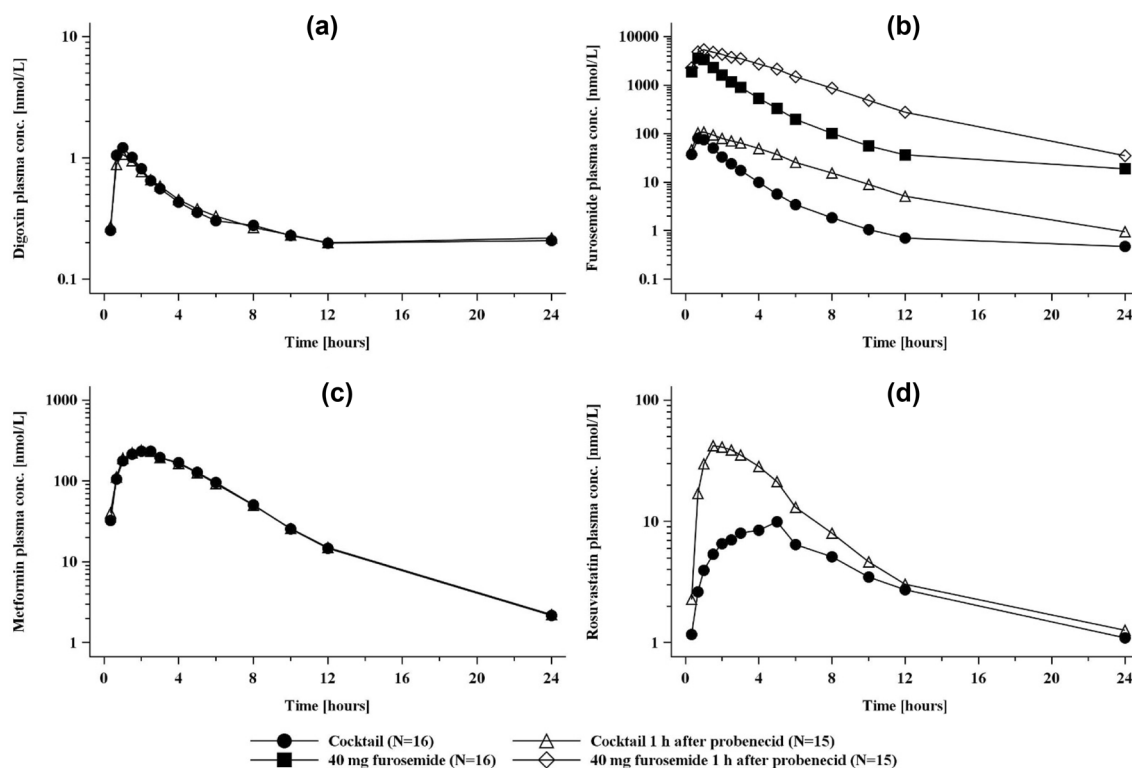 (a)
Digoxin plasma conc. [nmol/L]
10
1
0.1
0 4 8 12 16 20 24
Time [hours]
(b)
Furosemide plasma conc. [nmol/L]
10000
1000
100
10
1
0.1
0 4 8 12 16 20 24
Time [hours]
(c)
Metformin plasma conc. [nmol/L]
1000
100
10
1
0 4 8 12 16 20 24
Time [hours]
(d)
Rosuvastatin plasma conc. [nmol/L]
100
10
1
0 4 8 12 16 20 24
Time [hours]
Cocktail (N=16)
Cocktail 1 h after probenecid (N=15)
40 mg furosemide (N=16)
40 mg furosemide 1 h after probenecid (N=15)